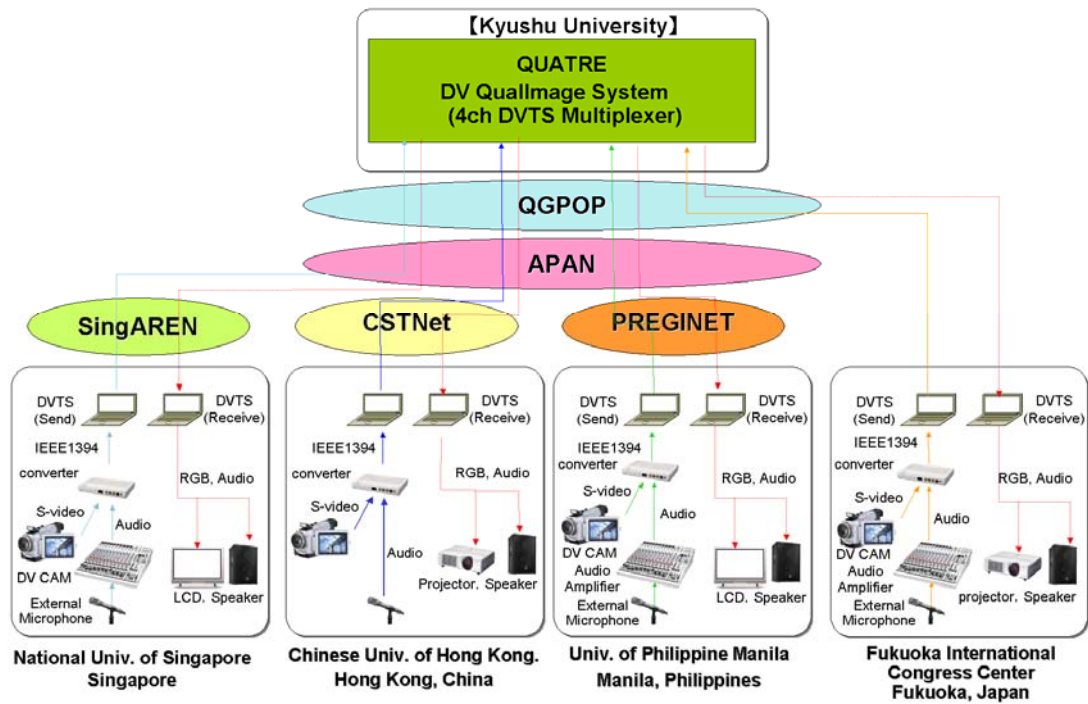 【Kyushu University】
QUATRE
DV QualImage System
(4ch DVTS Multiplexer)
QGPOP
APAN
SingAREN
CSTNet
PREGINET
DVTS
(Send)
DVTS
(Receive)
IEEE1394
converter
RGB, Audio
S-video
Audio
DV CAM
External
Microphone
LCD, Speaker
National Univ. of Singapore
Singapore
DVTS
(Send)
DVTS
(Receive)
IEEE1394
converter
RGB, Audio
S-video
Audio
Projector, Speaker
Chinese Univ. of Hong Kong.
Hong Kong, China
DVTS
(Send)
DVTS
(Receive)
IEEE1394
converter
RGB, Audio
S-video
Audio
DV CAM
Audio
Amplifier
External
Microphone
LCD, Speaker
Univ. of Philippine Manila
Manila, Philippines
DVTS
(Send)
DVTS
(Receive)
IEEE1394
converter
RGB, Audio
S-video
Audio
DV CAM
Audio
Amplifier
External
Microphone
projector, Speaker
Fukuoka International
Congress Center
Fukuoka, Japan